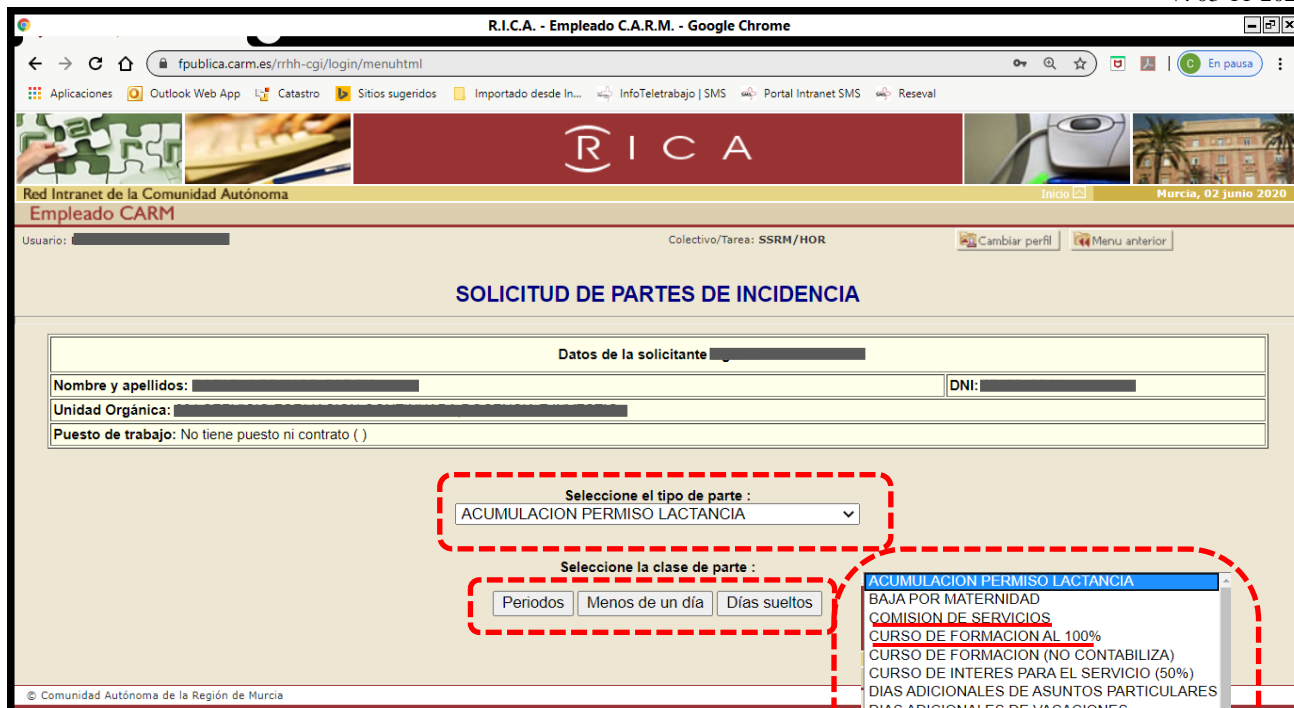 R.I.C.A. - Empleado C.A.R.M. - Google Chrome
fpublica.carm.es/rrhh-cgi/login/menuhtml
C En pausa
Aplicaciones Outlook Web App Catastro Sitios sugeridos Importado desde In... InfoTeletrabajo | SMS Portal Intranet SMS Reseval
RICA
Red Intranet de la Comunidad Autónoma Inicio Murcia, 02 junio 2020
Empleado CARM
Usuario: Colectivo/Tarea: SSRM/HOR Cambiar perfil Menu anterior
SOLICITUD DE PARTES DE INCIDENCIA
Datos de la solicitante
Nombre y apellidos: DNI:
Unidad Orgánica:
Puesto de trabajo: No tiene puesto ni contrato ( )
Seleccione el tipo de parte :
ACUMULACION PERMISO LACTANCIA
Seleccione la clase de parte :
Periodos Menos de un día Días sueltos
ACUMULACION PERMISO LACTANCIA
BAJA POR MATERNIDAD
COMISION DE SERVICIOS
CURSO DE FORMACION AL 100%
CURSO DE FORMACION (NO CONTABILIZA)
CURSO DE INTERES PARA EL SERVICIO (50%)
DIAS ADICIONALES DE ASUNTOS PARTICULARES
DIAS ADICIONALES DE VACACIONES
© Comunidad Autónoma de la Región de Murcia